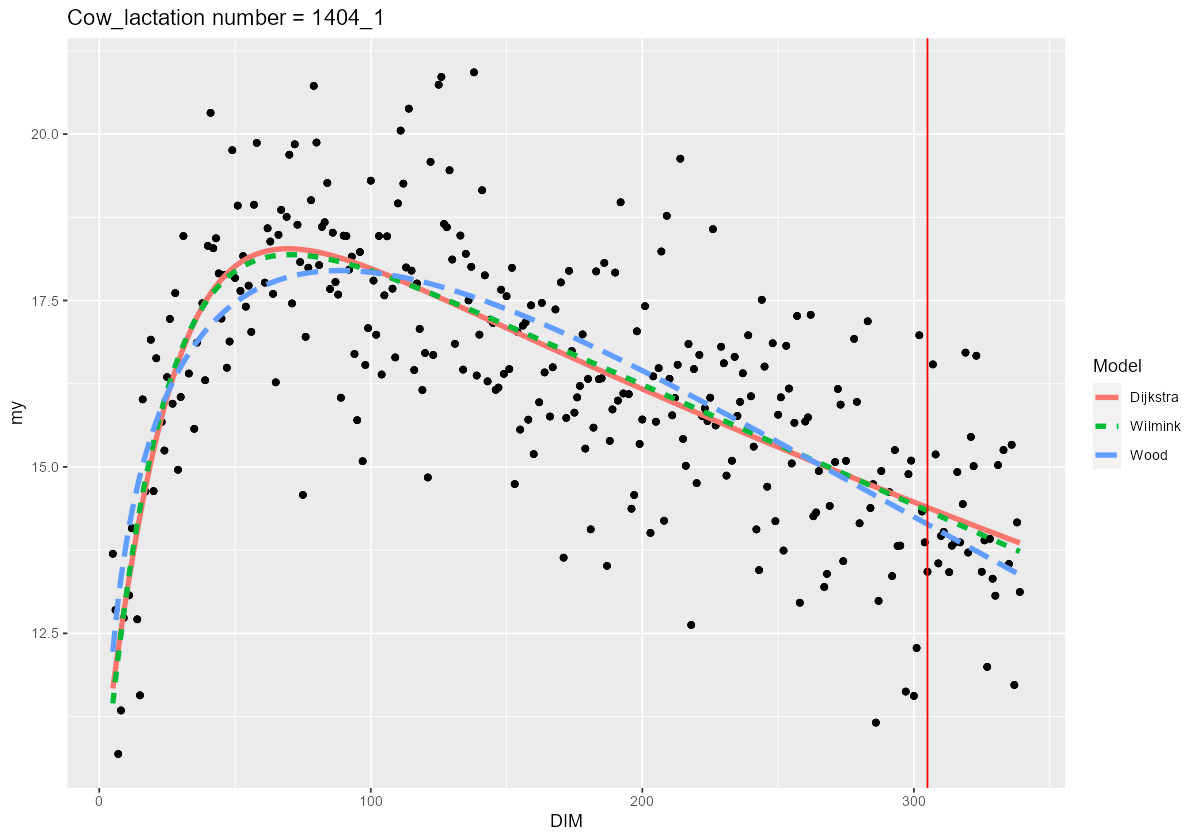 Cow_lactation number = 1404_1
20.0
17.5
15.0
12.5
my
0
100
200
300
DIM
Model
Dijkstra
Wilmink
Wood